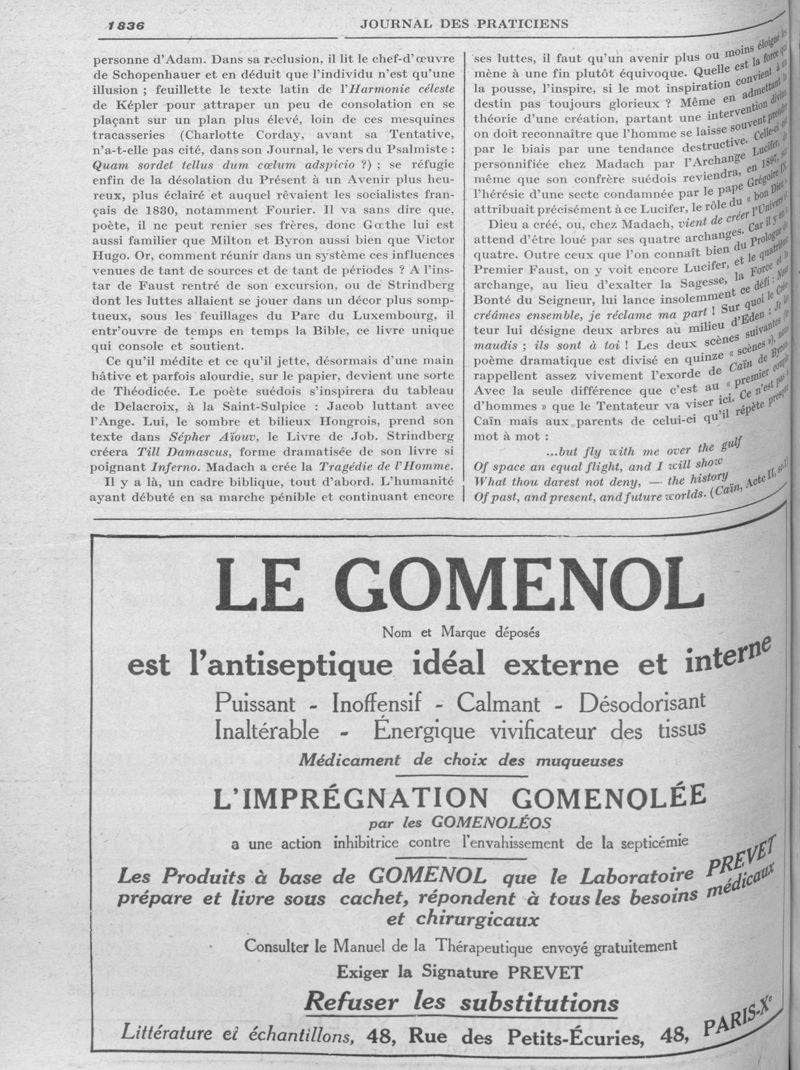 1836
JOURNAL DES PRATICIENS
personne d'Adam. Dans sa reclusion, il lit le chef-d'œuvre
de Schopenhauer et en déduit que l'individu n'est qu'une
illusion ; feuillette le texte latin de l'Harmonie céleste
de Képler pour attraper un peu de consolation en se
plaçant sur un plan plus élevé, loin de ces mesquines
tracasseries (Charlotte Corday, avant sa Tentative,
n'a-t-elle pas cité, dans son Journal, le vers du Psalmiste :
Quam sordet tellus dum cœlum adspicio ?) ; se réfugie
enfin de la désolation du Présent à un Avenir plus heu-
reux, plus éclairé et auquel rêvaient les socialistes fran-
çais de 1830, notamment Fourier. Il va sans dire que,
poète, il ne peut renier ses frères, donc Gœthe lui est
aussi familier que Milton et Byron aussi bien que Victor
Hugo. Or, comment réunir dans un système ces influences
venues de tant de sources et de tant de périodes ? A l'ins-
tar de Faust rentré de son excursion, ou de Strindberg
dont les luttes allaient se jouer dans un décor plus somp-
tueux, sous les feuillages du Parc du Luxembourg, il
entr'ouvre de temps en temps la Bible, ce livre unique
qui console et soutient.
Ce qu'il médite et ce qu'il jette, désormais d'une main
hâtive et parfois alourdie, sur le papier, devient une sorte
de Théodicée. Le poète suédois s'inspirera du tableau
de Delacroix, à la Saint-Sulpice : Jacob luttant avec
l'Ange. Lui, le sombre et bilieux Hongrois, prend son
texte dans Sépher Aïouv, le Livre de Job. Strindberg
créera Till Damascus, forme dramatisée de son livre si
poignant Inferno. Madach a crée la Tragédie de l'Homme.
Il y a là, un cadre biblique, tout d'abord. L'humanité
ayant débuté en sa marche pénible et continuant encore
ses luttes, il faut qu'un avenir plus ou moins éloigné les
mène à une fin plutôt équivoque. Quelle est la force qui
la pousse, l'inspire, si le mot inspiration convient à un
destin pas toujours glorieux ? Même en admettant la
théorie d'une création, partant une intervention divine,
on doit reconnaître que l'homme se laisse souvent prendre
par le biais par une tendance destructive. Celle-ci est
personnifiée chez Madach par l'Archange Lucifer, de
même que son confrère suédois reviendra, en 1897, sur
l'hérésie d'une secte condamnée par le pape Grégoire IX,
attribuait précisément à ce Lucifer, le rôle du « bon Dieu ».
Dieu a créé, ou, chez Madach, vient de créer l'Univers et
attend d'être loué par ses quatre archanges. Car il y en a
quatre. Outre ceux que l'on connaît bien du Prologue du
Premier Faust, on y voit encore Lucifer, et le quatrième
archange, au lieu d'exalter la Sagesse, la Force et la
Bonté du Seigneur, lui lance insolemment ce défi : Nous
créâmes ensemble, je réclame ma part ! Sur quoi le Créa-
teur lui désigne deux arbres au milieu d'Eden : Je les
maudis ; ils sont à toi ! Les deux scènes suivantes (le
poème dramatique est divisé en quinze « scènes »), nous
rappellent assez vivement l'exorde de Caïn de Byron.
Avec la seule différence que c'est au « premier couple
d'hommes » que le Tentateur va viser ici. Ce n'est pas à
Caïn mais aux parents de celui-ci qu'il répète presque
mot à mot :
...but fly with me over the gulf
Of space an equal flight, and I will show
What thou darest not deny, — the history
Of past, and present, and future worlds. (Caïn, Acte II, sc. 1)
LE GOMENOL
Nom et Marque déposés
est l'antiseptique idéal externe et interne
Puissant - Inoffensif - Calmant - Désodorisant
Inaltérable - Énergique vivificateur des tissus
Médicament de choix des muqueuses
L'IMPRÉGNATION GOMENOLÉE
par les GOMENOLÉOS
a une action inhibitrice contre l'envahissement de la septicémie
Les Produits à base de GOMENOL que le Laboratoire PREVET
prépare et livre sous cachet, répondent à tous les besoins médicaux
et chirurgicaux
Consulter le Manuel de la Thérapeutique envoyé gratuitement
Exiger la Signature PREVET
Refuser les substitutions
Littérature et échantillons, 48, Rue des Petits-Écuries, 48, PARIS-Xe